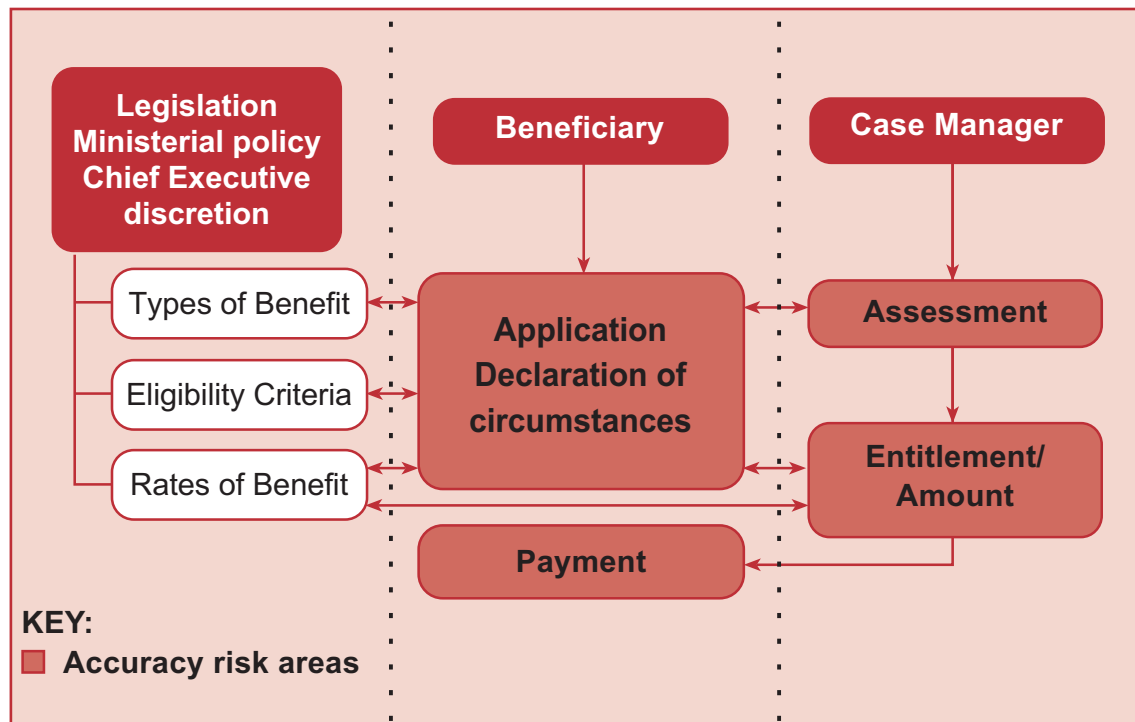 Legislation
Ministerial policy
Chief Executive
discretion
Types of Benefit
Eligibility Criteria
Rates of Benefit
Beneficiary
Application
Declaration of
circumstances
Payment
Case Manager
Assessment
Entitlement/
Amount
KEY:
Accuracy risk areas